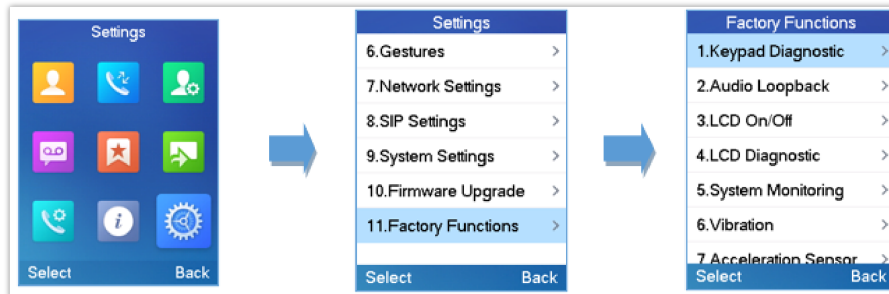 Settings
Select Back
Settings
6.Gestures
7.Network Settings
8.SIP Settings
9.System Settings
10.Firmware Upgrade
11.Factory Functions
Select Back
Factory Functions
1.Keypad Diagnostic
2.Audio Loopback
3.LCD On/Off
4.LCD Diagnostic
5.System Monitoring
6.Vibration
7.Acceleration Sensor
Select Back